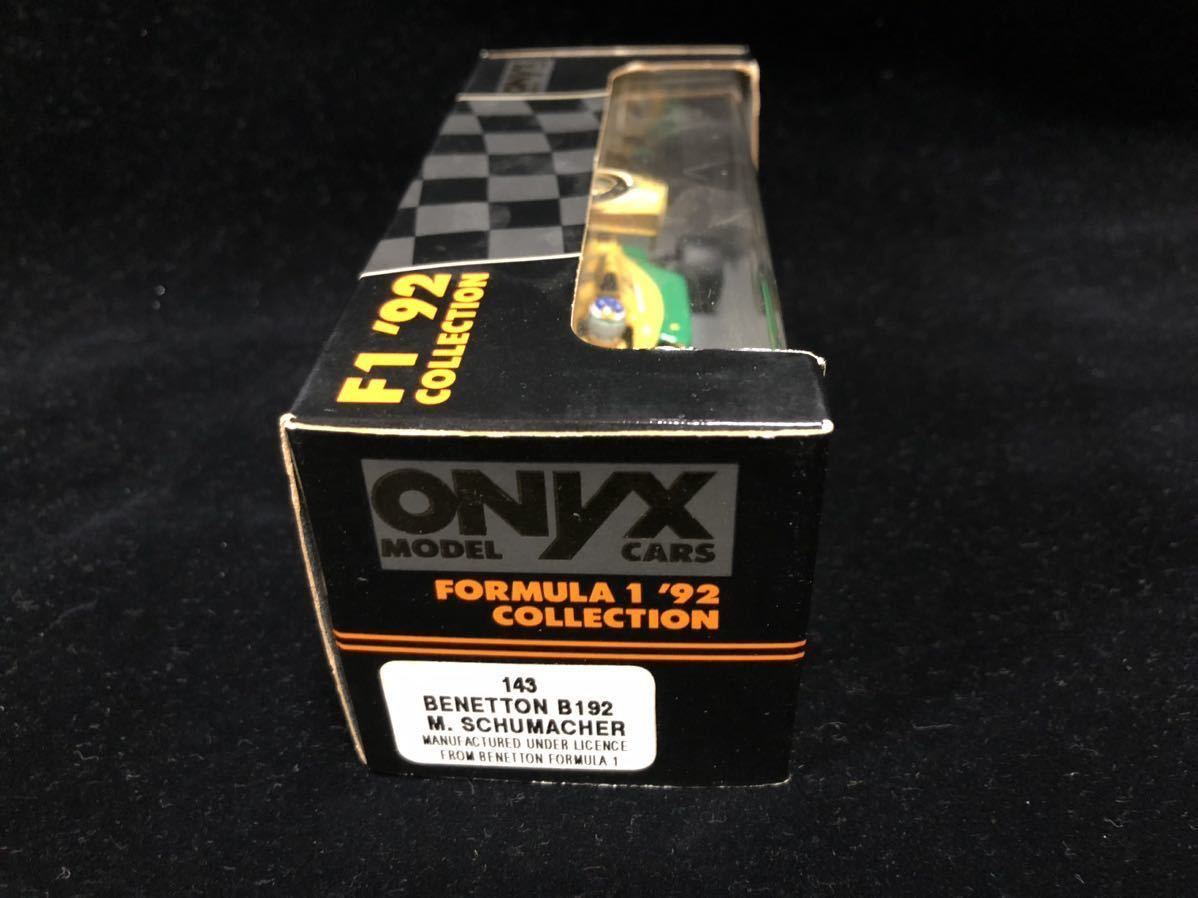 ONYX
F1 '92
COLLECTION
ONYX
MODEL CARS
FORMULA 1 '92
COLLECTION
143
BENETTON B192
M. SCHUMACHER
MANUFACTURED UNDER LICENCE
FROM BENETTON FORMULA 1